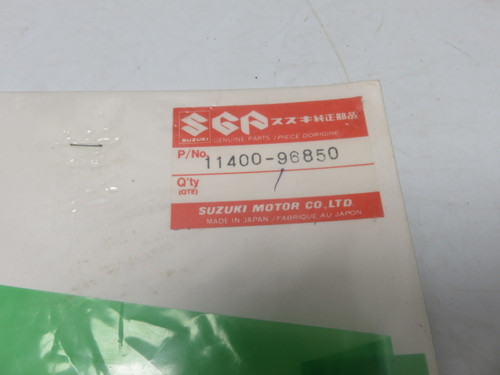 SGP スズキ純正部品
SUZUKI GENUINE PARTS / PIECE D'ORIGINE
P/No. 11400-96850
Q'ty 1
(QTE)
SUZUKI MOTOR CO.,LTD.
MADE IN JAPAN / FABRIQUE AU JAPON